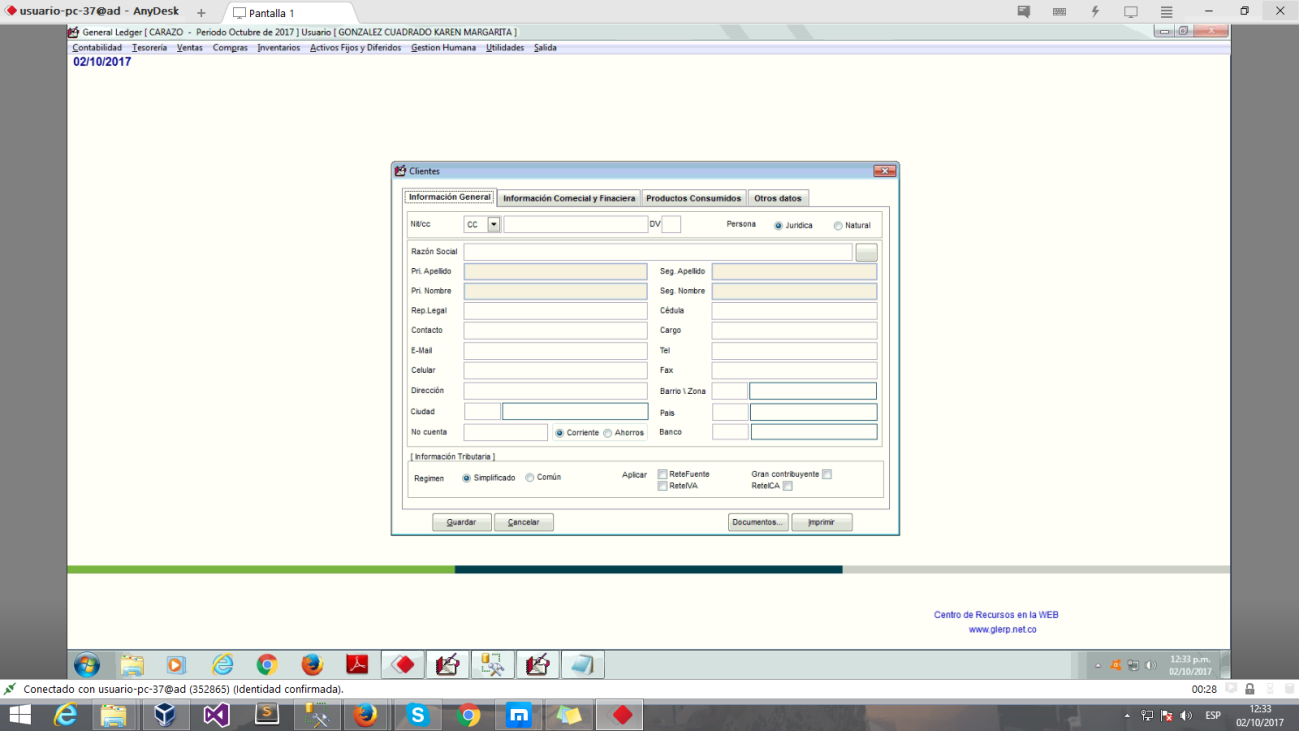 usuario-pc-37@ad - AnyDesk
Pantalla 1
General Ledger [ CARAZO - Periodo Octubre de 2017 ] Usuario [ GONZALEZ CUADRADO KAREN MARGARITA ]
Contabilidad Tesorería Ventas Compras Inventarios Activos Fijos y Diferidos Gestion Humana Utilidades Salida
02/10/2017
Clientes
Información General Información Comecial y Finaciera Productos Consumidos Otros datos
Nit/cc CC DV Persona Juridica Natural
Razón Social
Pri. Apellido Seg. Apellido
Pri. Nombre Seg. Nombre
Rep.Legal Cédula
Contacto Cargo
E-Mail Tel
Celular Fax
Dirección Barrio \ Zona
Ciudad Pais
No cuenta Corriente Ahorros Banco
[ Información Tributaria ]
Regimen Simplificado Común Aplicar ReteFuente Gran contribuyente
ReteIVA ReteICA
Guardar Cancelar Documentos... Imprimir
Centro de Recursos en la WEB
www.glerp.net.co
12:33 p.m.
02/10/2017
Conectado con usuario-pc-37@ad (352865) (Identidad confirmada). 00:28
ESP 12:33
02/10/2017